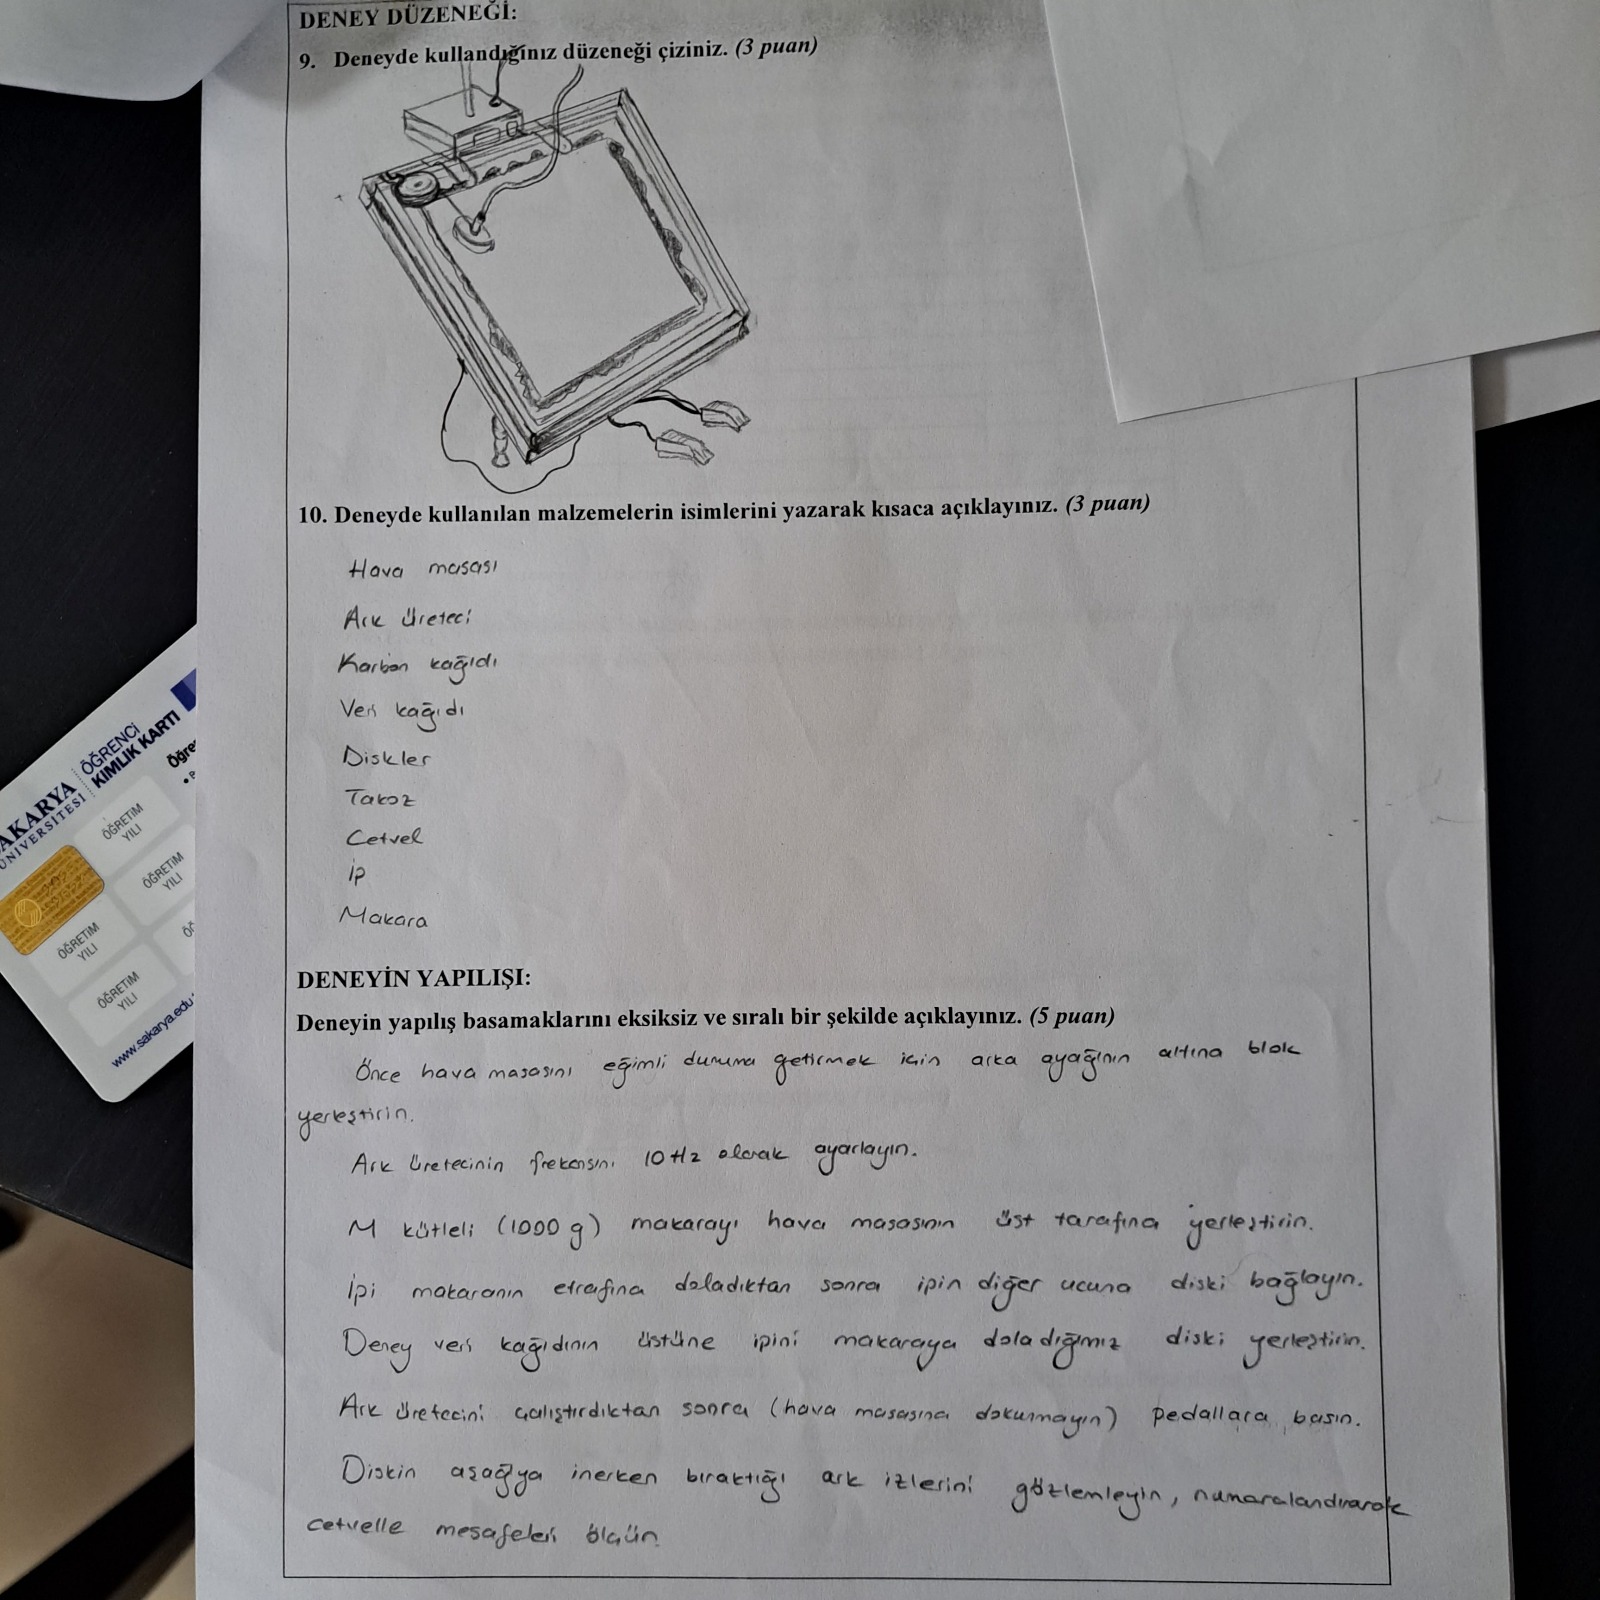 DENEY DÜZENEĞİ:
9. Deneyde kullandığınız düzeneği çiziniz. (3 puan)
10. Deneyde kullanılan malzemelerin isimlerini yazarak kısaca açıklayınız. (3 puan)
Hava masası
Ark Üreteci
Karbon kağıdı
Veri kağıdı
Diskler
Takoz
Cetvel
İp
Makara
DENEYİN YAPILIŞI:
Deneyin yapılış basamaklarını eksiksiz ve sıralı bir şekilde açıklayınız. (5 puan)
Önce hava masasını eğimli duruma getirmek için arka ayağının altına blok
yerleştirin.
Ark üretecinin frekansını 10 Hz olarak ayarlayın.
M kütleli (1000 g) makarayı hava masasının üst tarafına yerleştirin.
İpi makaranın etrafına doladıktan sonra ipin diğer ucuna diski bağlayın.
Deney veri kağıdının üstüne ipini makaraya doladığımız diski yerleştirin.
Ark üretecini çalıştırdıktan sonra (hava masasına dokunmayın) pedallara basın.
Diskin aşağıya inerken bıraktığı ark izlerini gözlemleyin, numaralandırarak
cetvelle mesafeleri ölçün.
SAKARYA
ÜNİVERSİTESİ
ÖĞRENCİ
KİMLİK KARTI
ÖĞRETİM
YILI
ÖĞRETİM
YILI
ÖĞRETİM
YILI
ÖĞRETİM
YILI
www.sakarya.edu